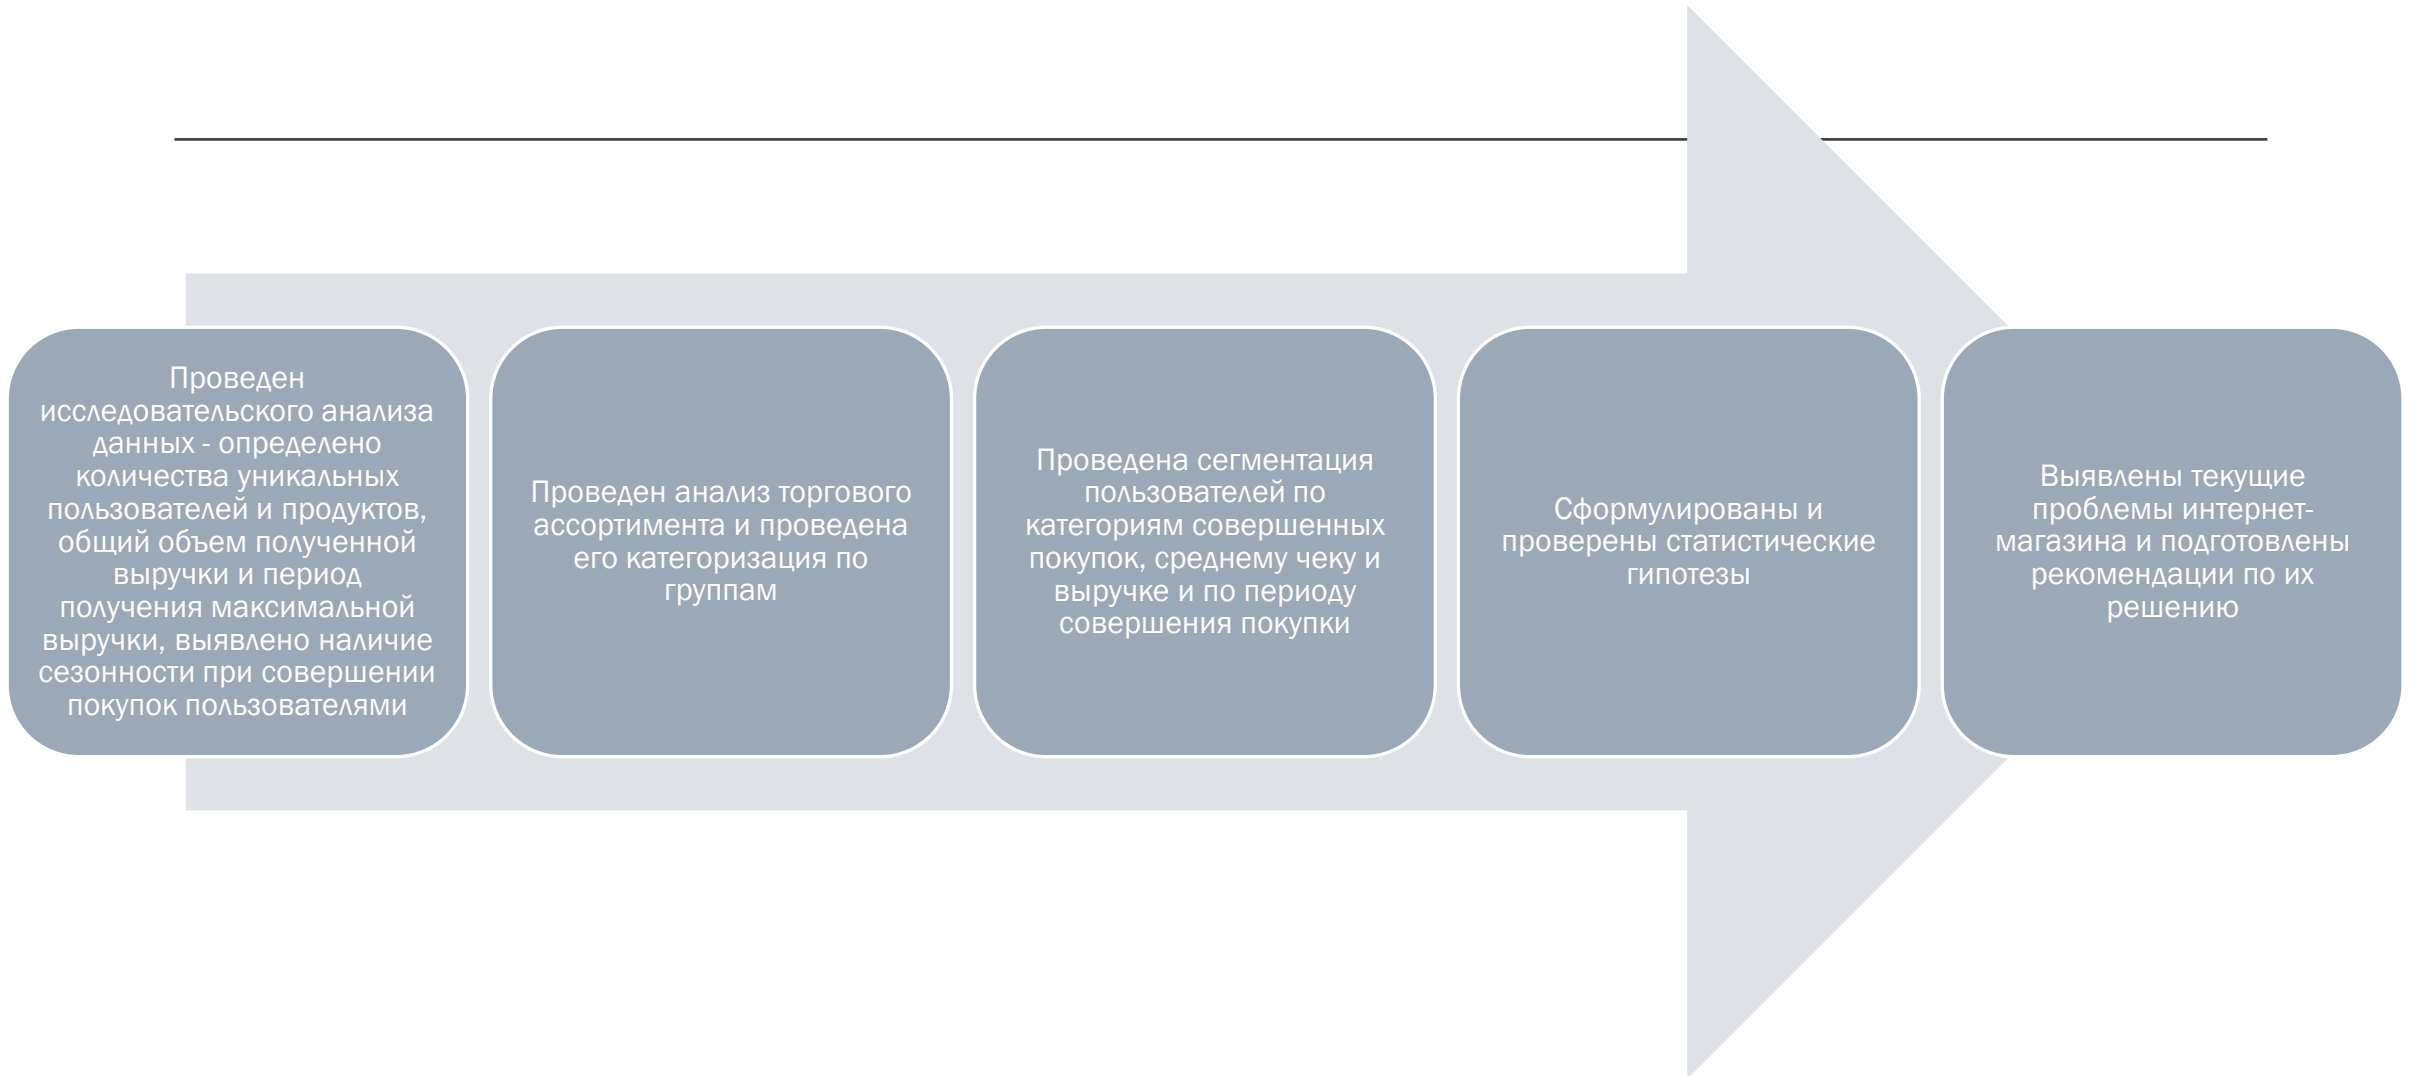 Проведен
исследовательского анализа
данных - определено
количества уникальных
пользователей и продуктов,
общий объем полученной
выручки и период
получения максимальной
выручки, выявлено наличие
сезонности при совершении
покупок пользователями
Проведен анализ торгового
ассортимента и проведена
его категоризация по
группам
Проведена сегментация
пользователей по
категориям совершенных
покупок, среднему чеку и
выручке и по периоду
совершения покупки
Сформулированы и
проверены статистические
гипотезы
Выявлены текущие
проблемы интернет-
магазина и подготовлены
рекомендации по их
решению